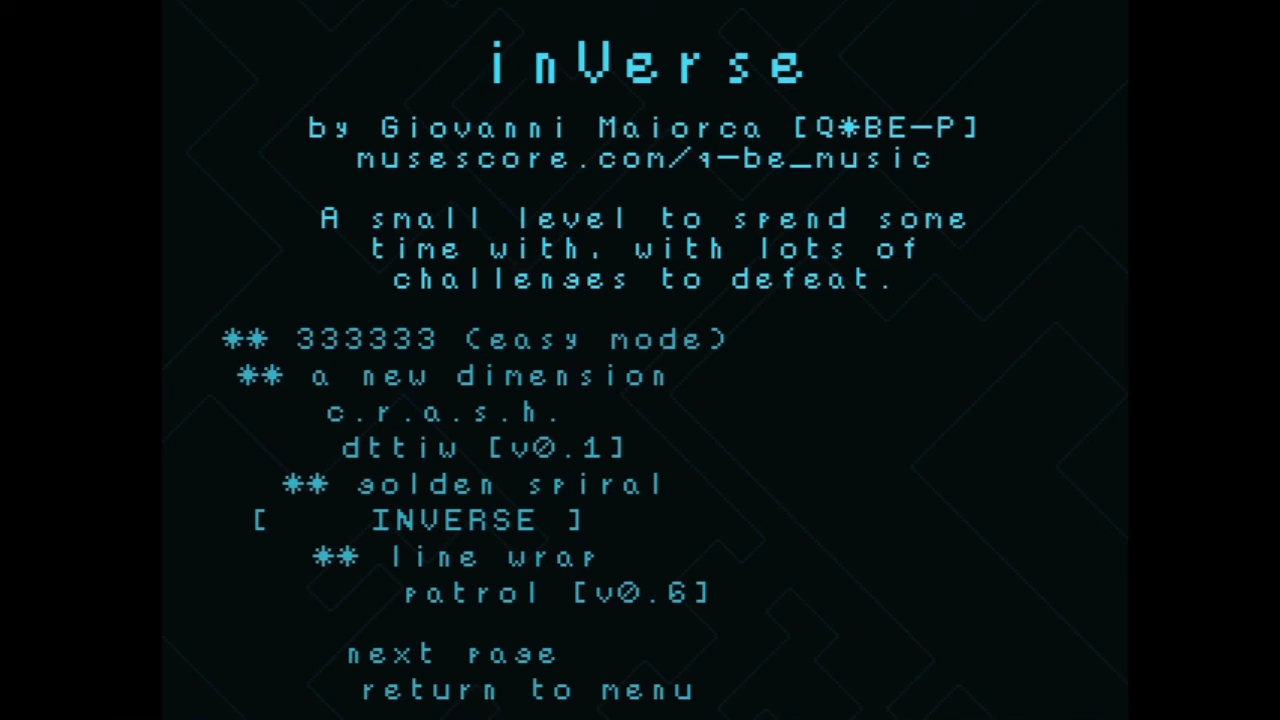 inVerse
by Giovanni Maiorca [Q*BE-P]
musescore.com/q-be_music
A small level to spend some
time with, with lots of
challenges to defeat.
** 333333 (easy mode)
** a new dimension
c.r.a.s.h.
dttiw [v0.1]
** golden spiral
[ INVERSE ]
** line wrap
patrol [v0.6]
next page
return to menu